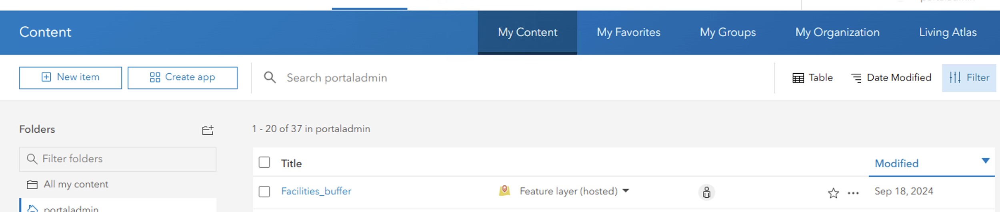 portaladmin
Content My Content My Favorites My Groups My Organization Living Atlas
New item Create app Search portaladmin Table Date Modified Filter
Folders
1 - 20 of 37 in portaladmin
Filter folders
Title Modified
All my content
Facilities_buffer Feature layer (hosted) Sep 18, 2024
portaladmin